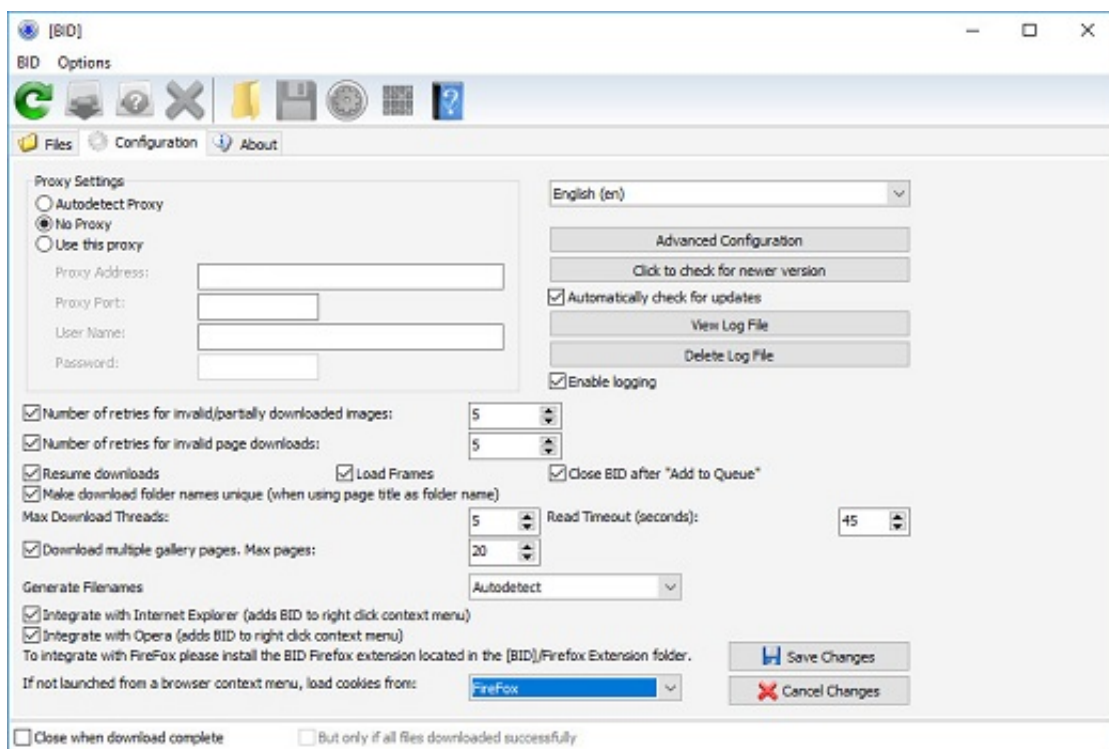 [BID]
BID Options
Files Configuration About
Proxy Settings
Autodetect Proxy
No Proxy
Use this proxy
Proxy Address:
Proxy Port:
User Name:
Password:
English (en)
Advanced Configuration
Click to check for newer version
Automatically check for updates
View Log File
Delete Log File
Enable logging
Number of retries for invalid/partially downloaded images: 5
Number of retries for invalid page downloads: 5
Resume downloads Load Frames Close BID after "Add to Queue"
Make download folder names unique (when using page title as folder name)
Max Download Threads: 5 Read Timeout (seconds): 45
Download multiple gallery pages. Max pages: 20
Generate Filenames Autodetect
Integrate with Internet Explorer (adds BID to right click context menu)
Integrate with Opera (adds BID to right click context menu)
To integrate with FireFox please install the BID Firefox extension located in the [BID]/Firefox Extension folder.
Save Changes
If not launched from a browser context menu, load cookies from: FireFox
Cancel Changes
Close when download complete But only if all files downloaded successfully